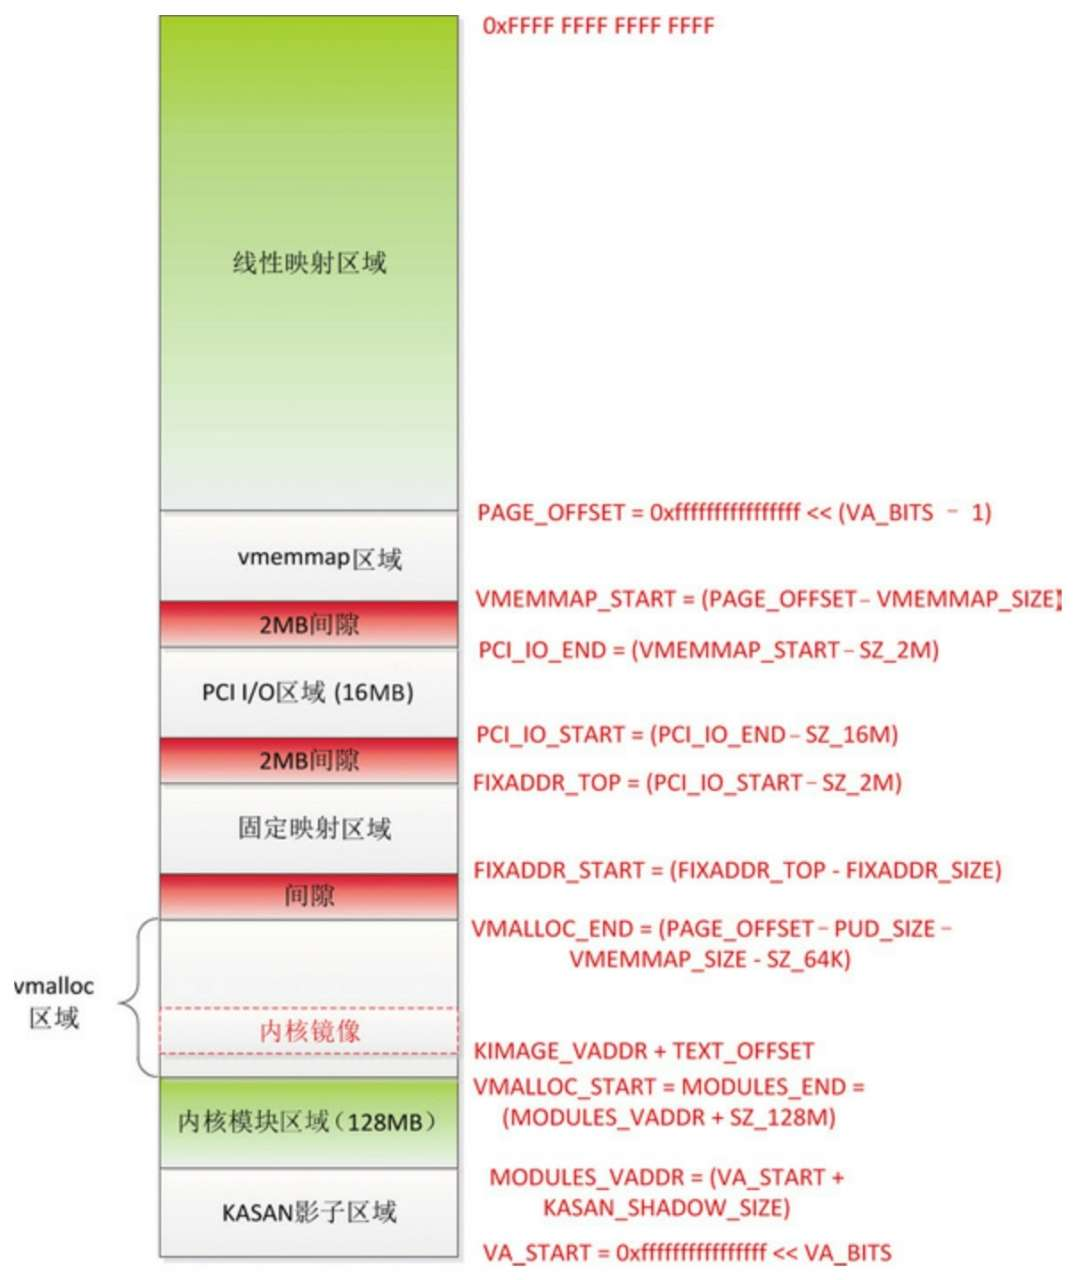 0xFFFF FFFF FFFF FFFF
线性映射区域
PAGE_OFFSET = 0xffffffffffffffff << (VA_BITS - 1)
vmemmap区域
VMEMMAP_START = (PAGE_OFFSET - VMEMMAP_SIZE)
2MB间隙
PCI_IO_END = (VMEMMAP_START - SZ_2M)
PCI I/O区域 (16MB)
PCI_IO_START = (PCI_IO_END - SZ_16M)
2MB间隙
FIXADDR_TOP = (PCI_IO_START - SZ_2M)
固定映射区域
FIXADDR_START = (FIXADDR_TOP - FIXADDR_SIZE)
间隙
VMALLOC_END = (PAGE_OFFSET - PUD_SIZE -
VMEMMAP_SIZE - SZ_64K)
vmalloc
区域
内核镜像
KIMAGE_VADDR + TEXT_OFFSET
VMALLOC_START = MODULES_END =
(MODULES_VADDR + SZ_128M)
内核模块区域（128MB）
MODULES_VADDR = (VA_START +
KASAN_SHADOW_SIZE)
KASAN影子区域
VA_START = 0xffffffffffffffff << VA_BITS